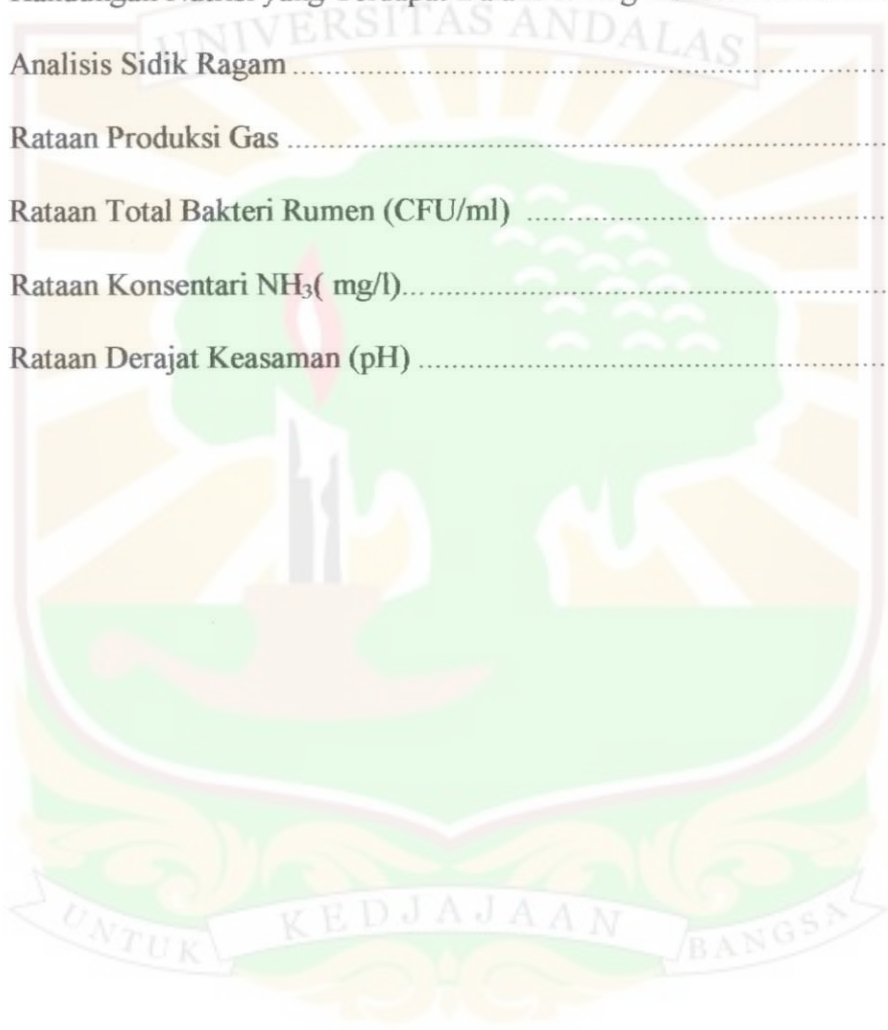 yang
UNIVERSITAS ANDALAS
Analisis Sidik Ragam ........................................................................
Rataan Produksi Gas ........................................................................
Rataan Total Bakteri Rumen (CFU/ml) ...........................................
Rataan Konsentari NH₃( mg/l)..........................................................
Rataan Derajat Keasaman (pH) ........................................................
UNTUK KEDJAJAAN BANGSA